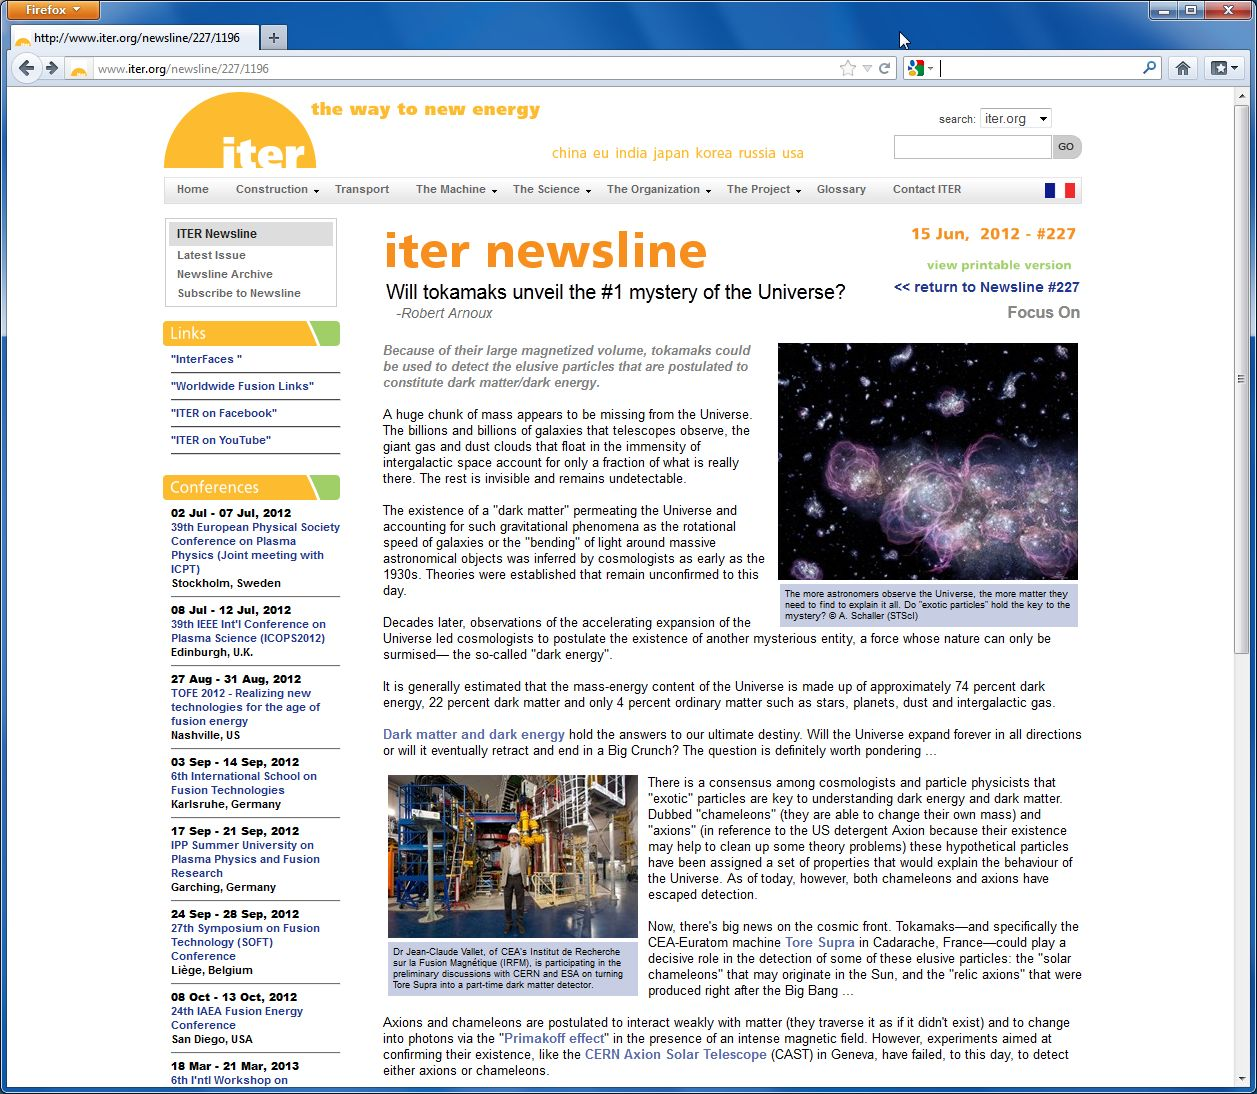 Firefox
http://www.iter.org/newsline/227/1196
www.iter.org/newsline/227/1196
iter
the way to new energy
china eu india japan korea russia usa
search: iter.org
GO
Home Construction Transport The Machine The Science The Organization The Project Glossary Contact ITER
ITER Newsline
Latest Issue
Newsline Archive
Subscribe to Newsline
Links
"InterFaces "
"Worldwide Fusion Links"
"ITER on Facebook"
"ITER on YouTube"
Conferences
02 Jul - 07 Jul, 2012
39th European Physical Society
Conference on Plasma
Physics (Joint meeting with
ICPT)
Stockholm, Sweden
08 Jul - 12 Jul, 2012
39th IEEE Int'l Conference on
Plasma Science (ICOPS2012)
Edinburgh, U.K.
27 Aug - 31 Aug, 2012
TOFE 2012 - Realizing new
technologies for the age of
fusion energy
Nashville, US
03 Sep - 14 Sep, 2012
6th International School on
Fusion Technologies
Karlsruhe, Germany
17 Sep - 21 Sep, 2012
IPP Summer University on
Plasma Physics and Fusion
Research
Garching, Germany
24 Sep - 28 Sep, 2012
27th Symposium on Fusion
Technology (SOFT)
Conference
Liège, Belgium
08 Oct - 13 Oct, 2012
24th IAEA Fusion Energy
Conference
San Diego, USA
18 Mar - 21 Mar, 2013
6th I'ntl Workshop on
iter newsline
15 Jun, 2012 - #227
view printable version
<< return to Newsline #227
Focus On
Will tokamaks unveil the #1 mystery of the Universe?
-Robert Arnoux
Because of their large magnetized volume, tokamaks could
be used to detect the elusive particles that are postulated to
constitute dark matter/dark energy.
A huge chunk of mass appears to be missing from the Universe.
The billions and billions of galaxies that telescopes observe, the
giant gas and dust clouds that float in the immensity of
intergalactic space account for only a fraction of what is really
there. The rest is invisible and remains undetectable.
The existence of a "dark matter" permeating the Universe and
accounting for such gravitational phenomena as the rotational
speed of galaxies or the "bending" of light around massive
astronomical objects was inferred by cosmologists as early as the
1930s. Theories were established that remain unconfirmed to this
day.
The more astronomers observe the Universe, the more matter they
need to find to explain it all. Do "exotic particles" hold the key to the
mystery? © A. Schaller (STScI)
Decades later, observations of the accelerating expansion of the
Universe led cosmologists to postulate the existence of another mysterious entity, a force whose nature can only be
surmised— the so-called "dark energy".
It is generally estimated that the mass-energy content of the Universe is made up of approximately 74 percent dark
energy, 22 percent dark matter and only 4 percent ordinary matter such as stars, planets, dust and intergalactic gas.
Dark matter and dark energy hold the answers to our ultimate destiny. Will the Universe expand forever in all directions
or will it eventually retract and end in a Big Crunch? The question is definitely worth pondering ...
There is a consensus among cosmologists and particle physicists that
"exotic" particles are key to understanding dark energy and dark matter.
Dubbed "chameleons" (they are able to change their own mass) and
"axions" (in reference to the US detergent Axion because their existence
may help to clean up some theory problems) these hypothetical particles
have been assigned a set of properties that would explain the behaviour of
the Universe. As of today, however, both chameleons and axions have
escaped detection.
Dr Jean-Claude Vallet, of CEA's Institut de Recherche
sur la Fusion Magnétique (IRFM), is participating in the
preliminary discussions with CERN and ESA on turning
Tore Supra into a part-time dark matter detector.
Now, there's big news on the cosmic front. Tokamaks—and specifically the
CEA-Euratom machine Tore Supra in Cadarache, France—could play a
decisive role in the detection of some of these elusive particles: the "solar
chameleons" that may originate in the Sun, and the "relic axions" that were
produced right after the Big Bang ...
Axions and chameleons are postulated to interact weakly with matter (they traverse it as if it didn't exist) and to change
into photons via the "Primakoff effect" in the presence of an intense magnetic field. However, experiments aimed at
confirming their existence, like the CERN Axion Solar Telescope (CAST) in Geneva, have failed, to this day, to detect
either axions or chameleons.